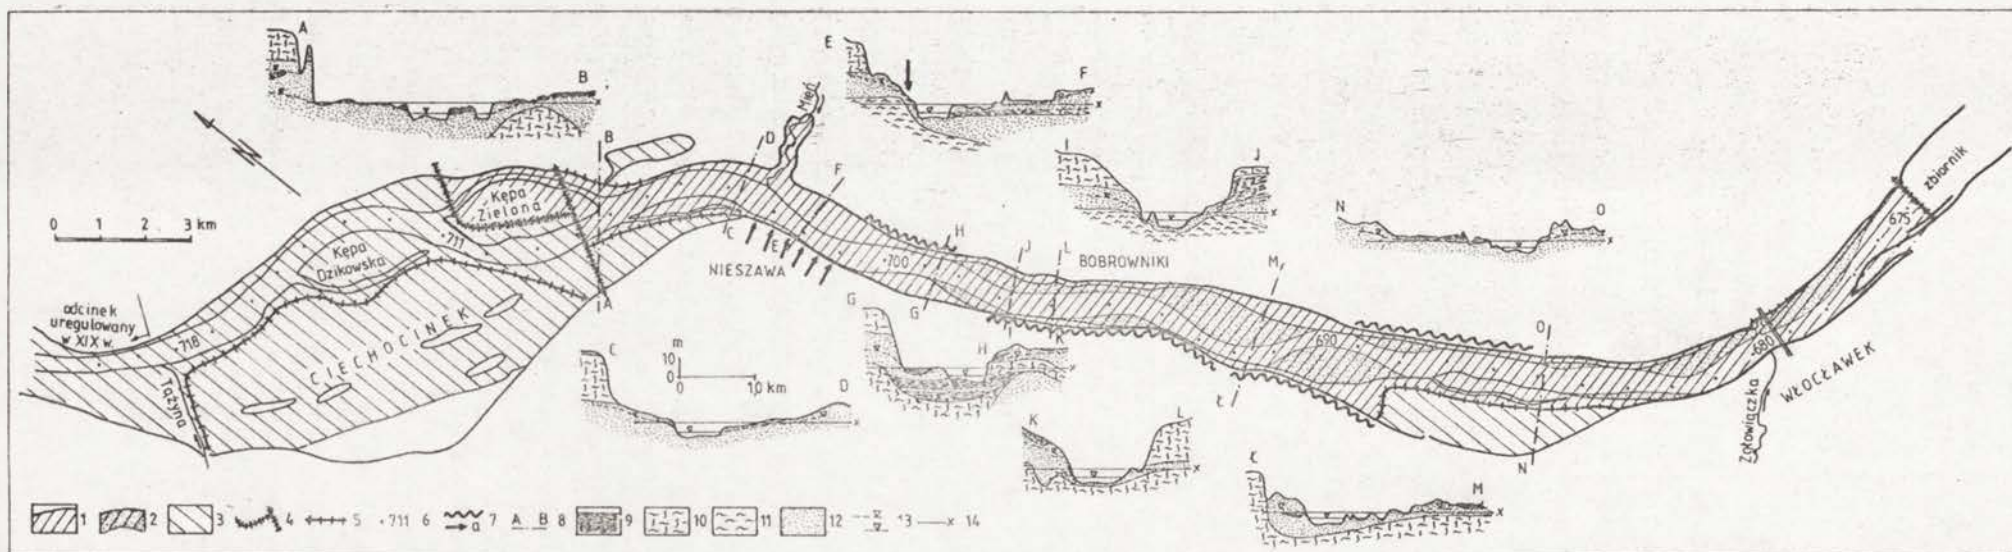 A
B
E
F
Mień
B
D
F
I
J
N
O
zbiornik
675
Kępa
Zielona
0 1 2 3 km
711
Kępa
Dzikowska
C
E
H
J
L
BOBROWNIKI
M
NIESZAWA
700
A
G
I
K
odcinek
uregulowany
w XIX w.
718
CIECHOCINEK
Tążyna
G
H
C
m
10
0
0 1,0 km
D
690
O
680
WŁOCŁAWEK
Zgłowiączka
Ł
K
L
N
Ł
M
1 2 3 4 5 ·711 6 7 a A B 8 9 10 11 12 13 x 14